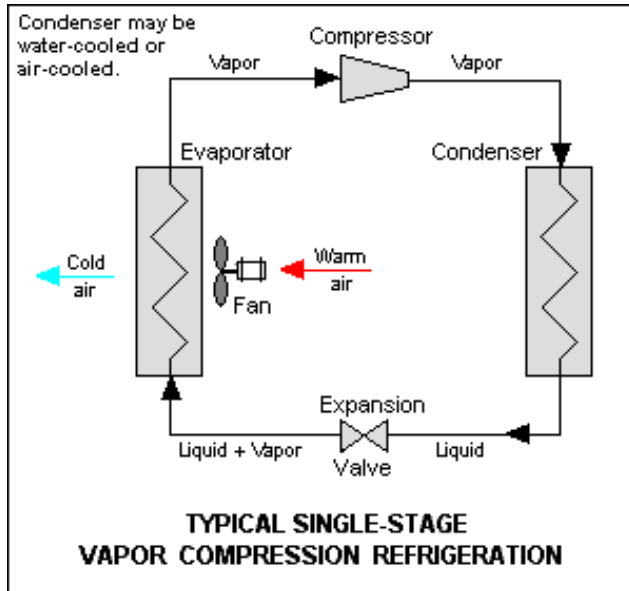 Condenser may be
water-cooled or
air-cooled.
Compressor
Vapor
Vapor
Evaporator
Condenser
Cold
air
Warm
air
Fan
Expansion
Valve
Liquid + Vapor
Liquid
TYPICAL SINGLE-STAGE
VAPOR COMPRESSION REFRIGERATION